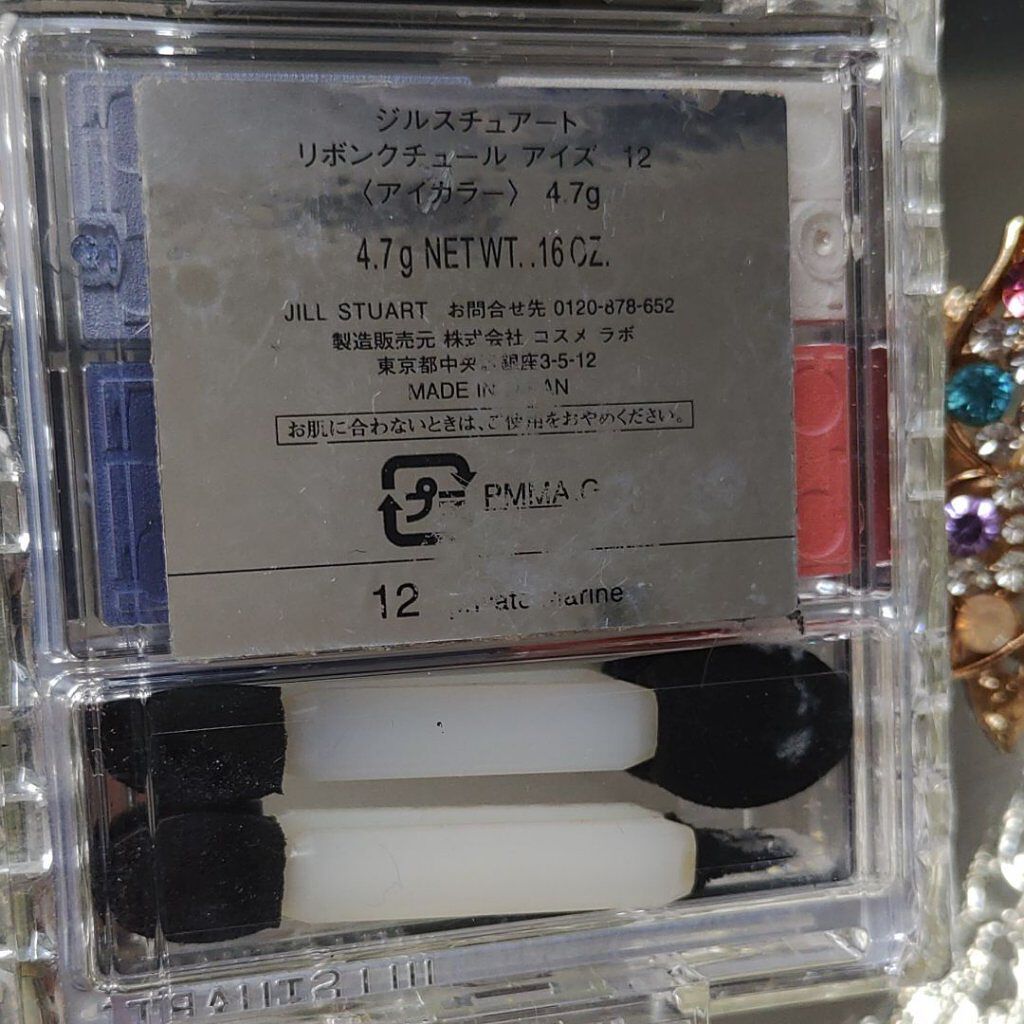 ジルスチュアート
リボンクチュール アイズ 12
〈アイカラー〉 4.7g
4.7g NET WT. .16 OZ.
JILL STUART お問合せ先 0120-878-652
製造販売元 株式会社 コスメ ラボ
東京都中央 銀座3-5-12
MADE IN
お肌に合わないときは、ご使用をおやめください。
プ PMMA.G
12 Marine
JILL STUART